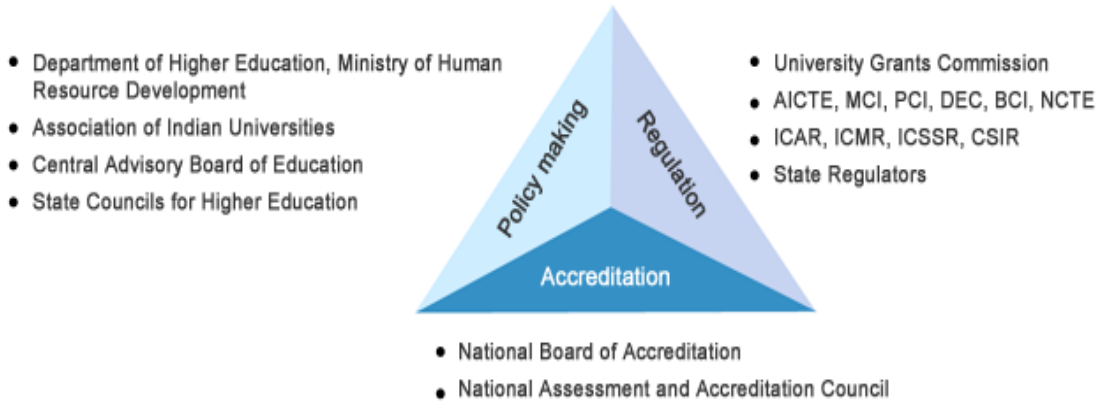 • Department of Higher Education, Ministry of Human
Resource Development
• Association of Indian Universities
• Central Advisory Board of Education
• State Councils for Higher Education
Policy making
Regulation
• University Grants Commission
• AICTE, MCI, PCI, DEC, BCI, NCTE
• ICAR, ICMR, ICSSR, CSIR
• State Regulators
Accreditation
• National Board of Accreditation
• National Assessment and Accreditation Council